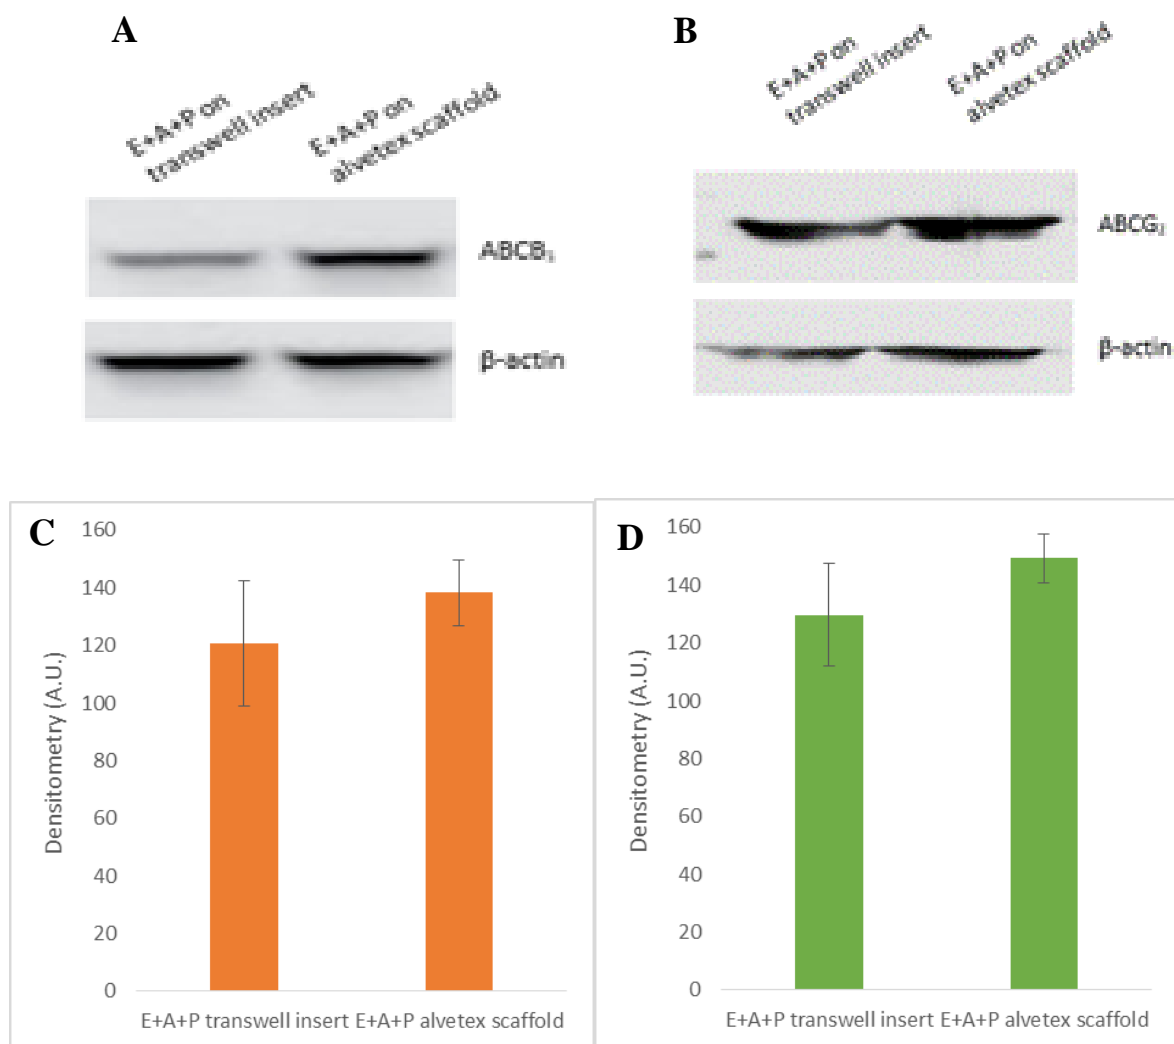 A
E+A+P on
transwell insert
E+A+P on
alvetex scaffold
ABCB₁
β-actin
B
E+A+P on
transwell insert
E+A+P on
alvetex scaffold
ABCG₂
β-actin
C
160
140
120
100
80
60
40
20
0
Densitometry (A.U.)
E+A+P transwell insert E+A+P alvetex scaffold
D
160
140
120
100
80
60
40
20
0
Densitometry (A.U.)
E+A+P transwell insert E+A+P alvetex scaffold